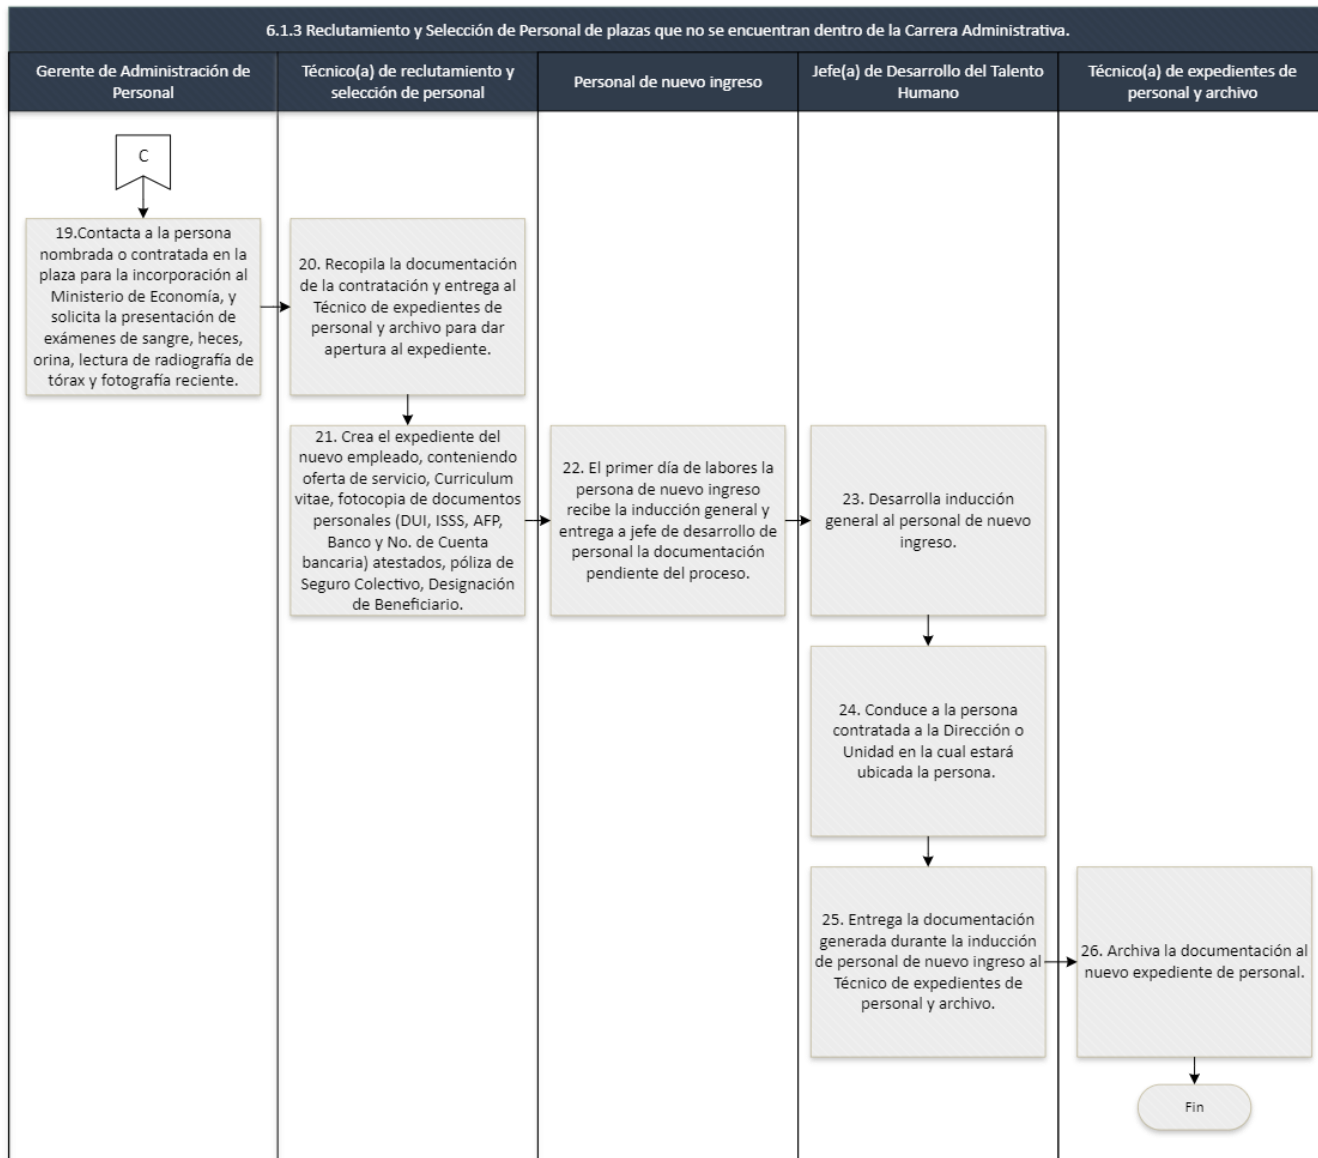 6.1.3 Reclutamiento y Selección de Personal de plazas que no se encuentran dentro de la Carrera Administrativa.
Gerente de Administración de
Personal
Técnico(a) de reclutamiento y
selección de personal
Personal de nuevo ingreso
Jefe(a) de Desarrollo del Talento
Humano
Técnico(a) de expedientes de
personal y archivo
C
19.Contacta a la persona
nombrada o contratada en la
plaza para la incorporación al
Ministerio de Economía, y
solicita la presentación de
exámenes de sangre, heces,
orina, lectura de radiografía de
tórax y fotografía reciente.
20. Recopila la documentación
de la contratación y entrega al
Técnico de expedientes de
personal y archivo para dar
apertura al expediente.
21. Crea el expediente del
nuevo empleado, conteniendo
oferta de servicio, Curriculum
vitae, fotocopia de documentos
personales (DUI, ISSS, AFP,
Banco y No. de Cuenta
bancaria) atestados, póliza de
Seguro Colectivo, Designación
de Beneficiario.
22. El primer día de labores la
persona de nuevo ingreso
recibe la inducción general y
entrega a jefe de desarrollo de
personal la documentación
pendiente del proceso.
23. Desarrolla inducción
general al personal de nuevo
ingreso.
24. Conduce a la persona
contratada a la Dirección o
Unidad en la cual estará
ubicada la persona.
25. Entrega la documentación
generada durante la inducción
de personal de nuevo ingreso al
Técnico de expedientes de
personal y archivo.
26. Archiva la documentación al
nuevo expediente de personal.
Fin